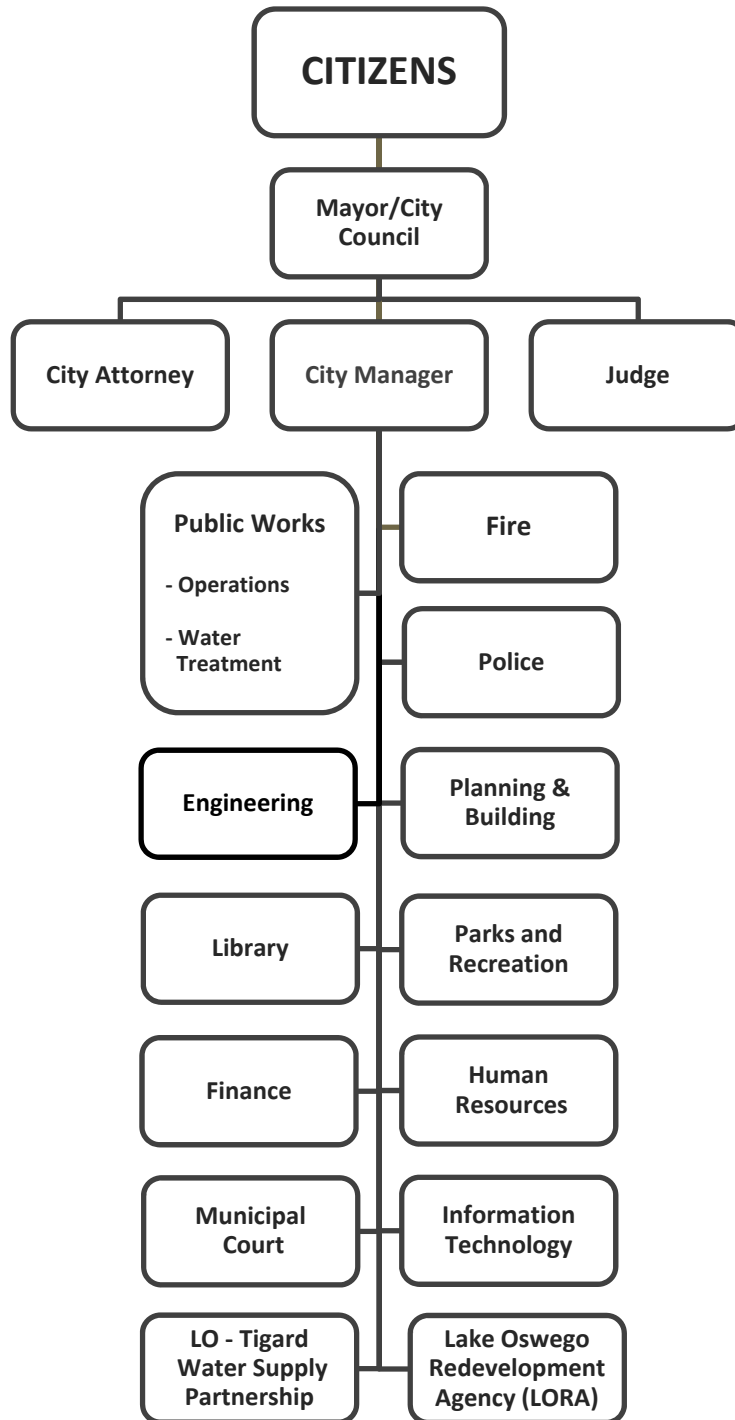 CITIZENS
Mayor/City
Council
City Attorney
City Manager
Judge
Public Works
- Operations
- Water
Treatment
Fire
Police
Engineering
Planning &
Building
Library
Parks and
Recreation
Finance
Human
Resources
Municipal
Court
Information
Technology
LO - Tigard
Water Supply
Partnership
Lake Oswego
Redevelopment
Agency (LORA)